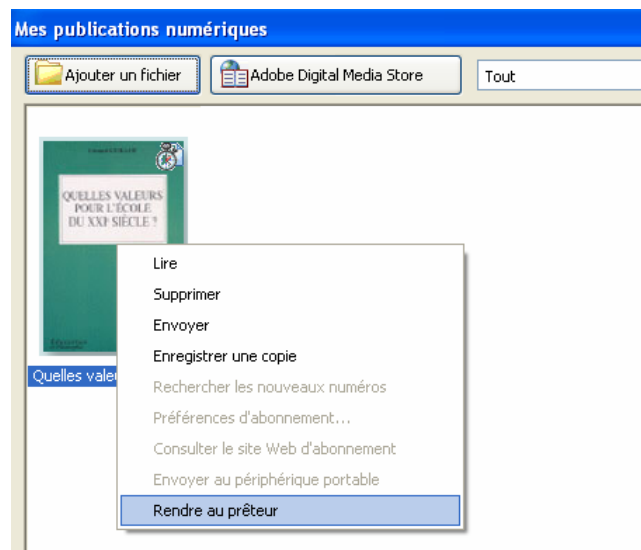 Mes publications numériques
Ajouter un fichier
Adobe Digital Media Store
Tout
QUELLES VALEURS
POUR L'ÉCOLE
DU XXIe SIÈCLE ?
Quelles valeu
Lire
Supprimer
Envoyer
Enregistrer une copie
Rechercher les nouveaux numéros
Préférences d'abonnement...
Consulter le site Web d'abonnement
Envoyer au périphérique portable
Rendre au prêteur